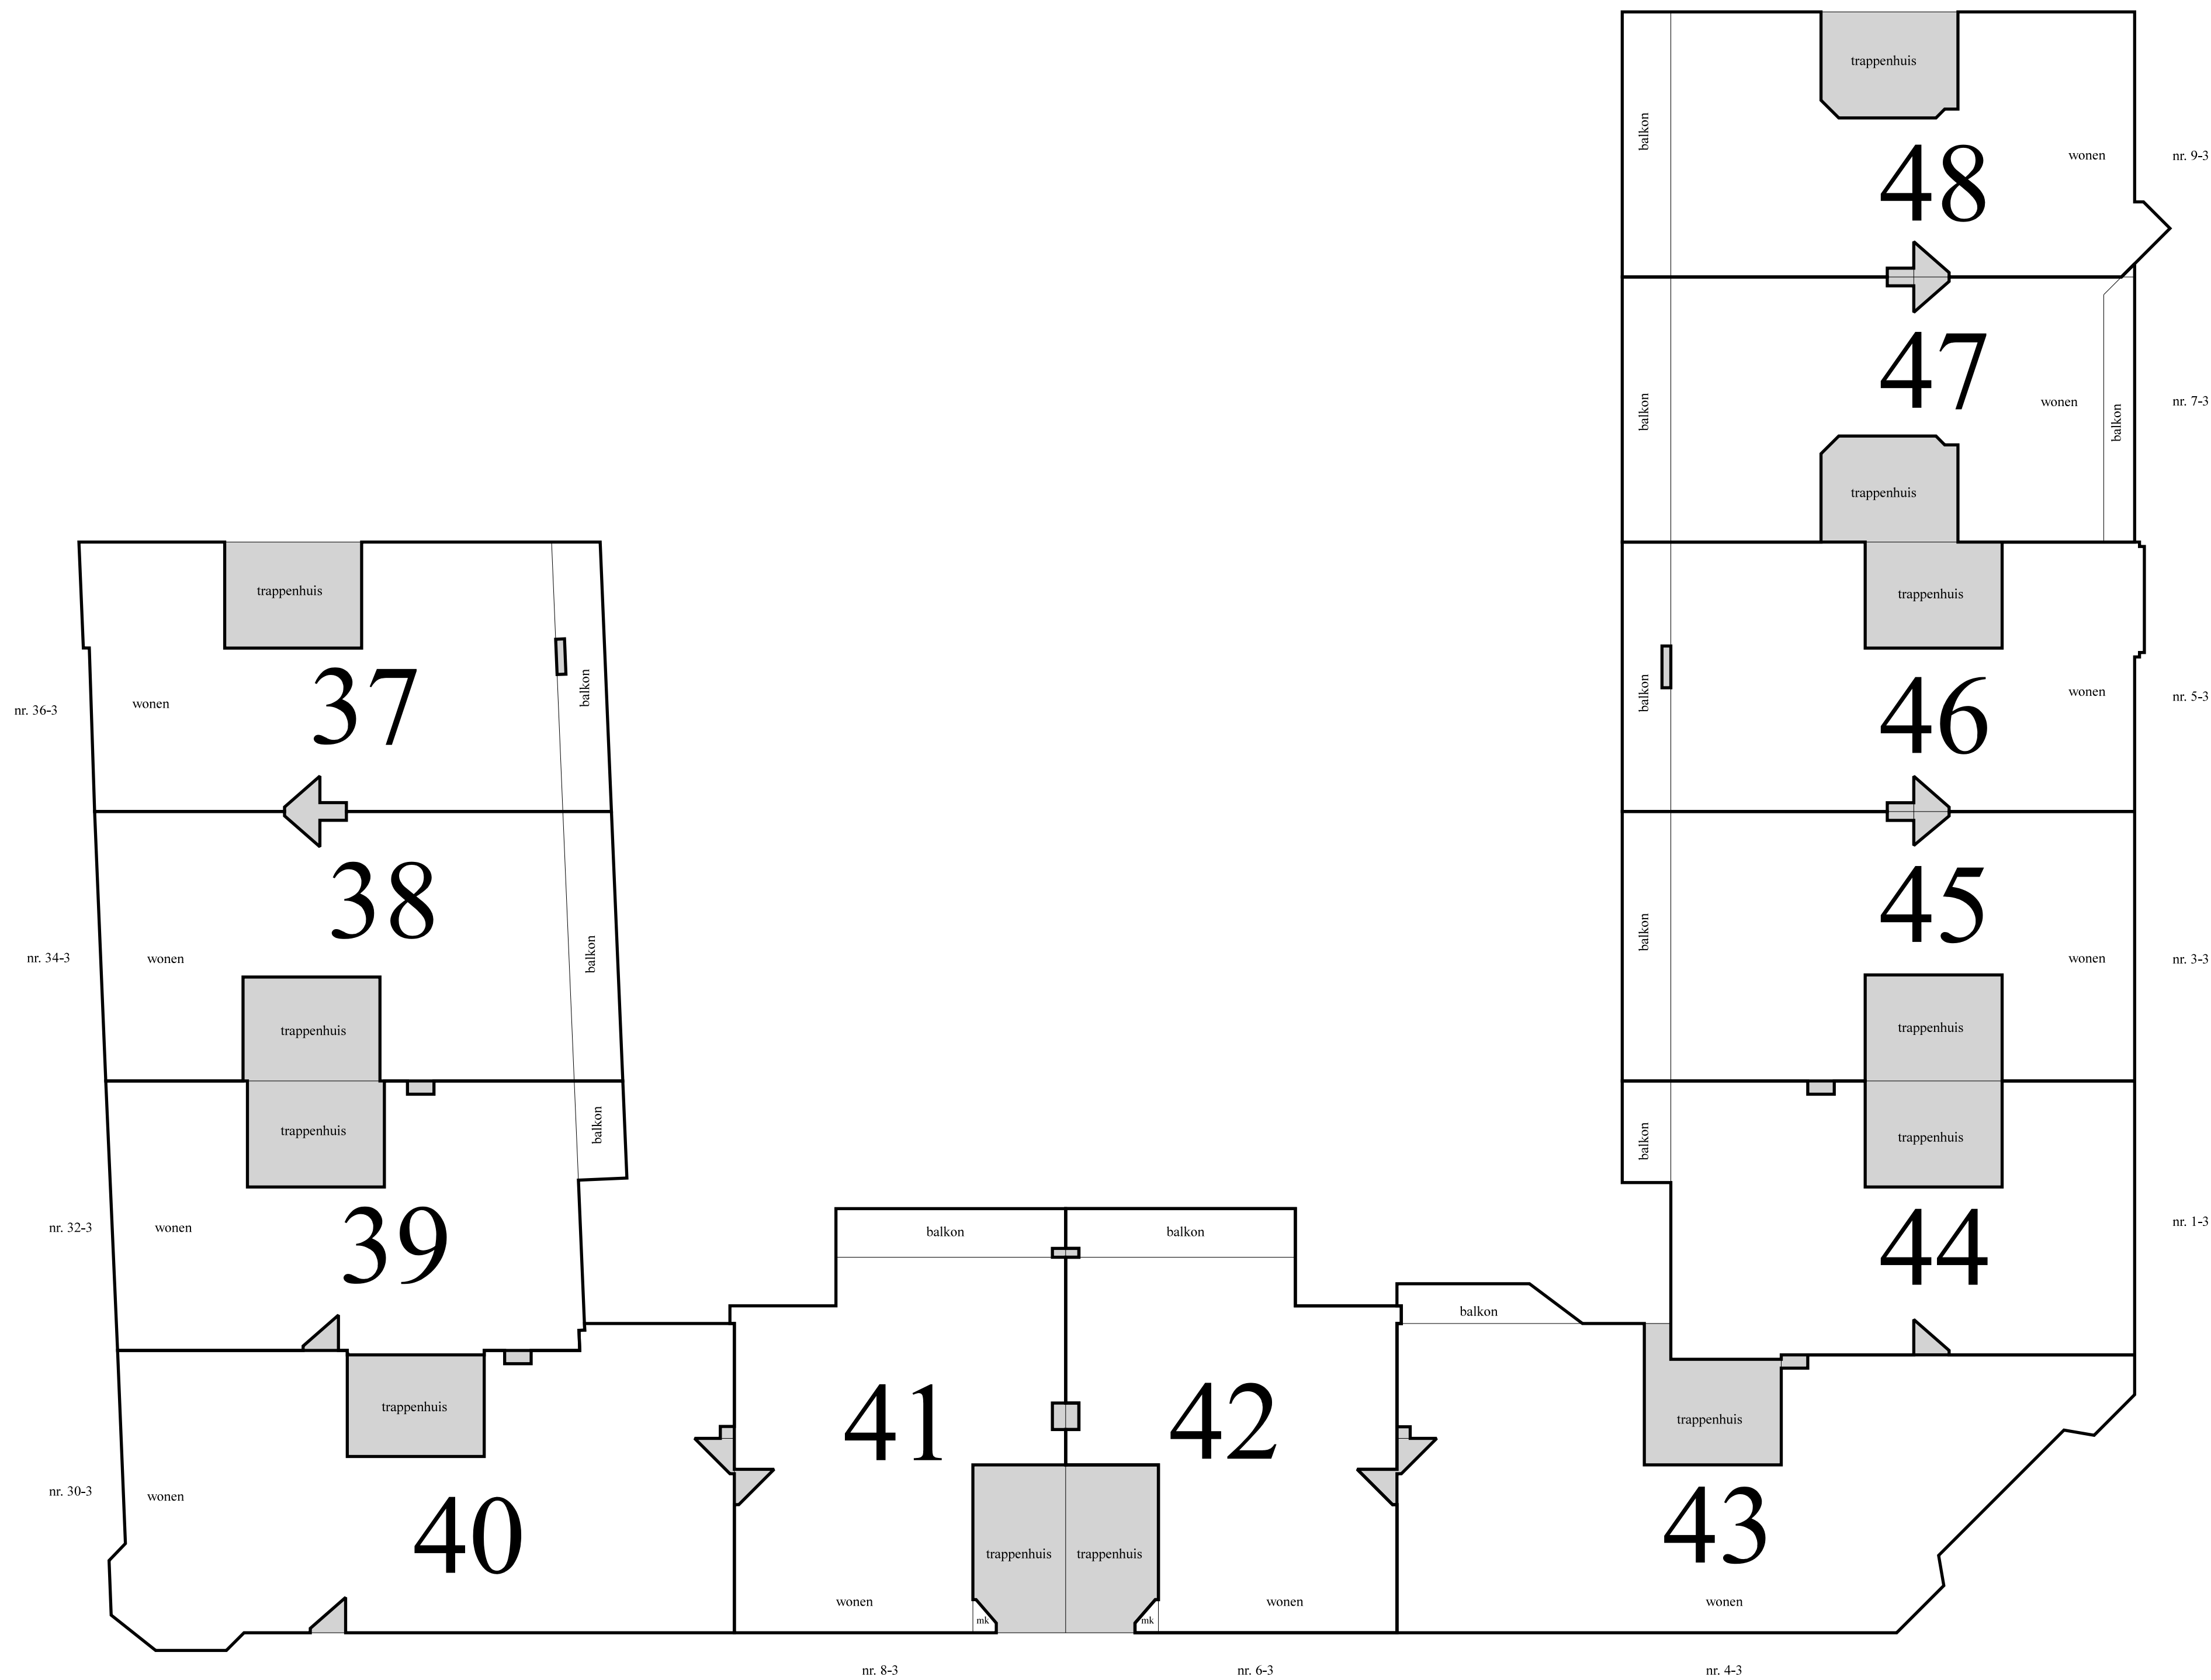 trappenhuis
balkon
48
wonen
nr. 9-3
47
balkon
wonen
balkon
nr. 7-3
trappenhuis
trappenhuis
trappenhuis
37
balkon
wonen
nr. 36-3
balkon
46
wonen
nr. 5-3
38
balkon
wonen
nr. 34-3
trappenhuis
45
balkon
wonen
nr. 3-3
trappenhuis
trappenhuis
balkon
39
wonen
nr. 32-3
balkon
trappenhuis
44
nr. 1-3
balkon
balkon
balkon
trappenhuis
40
wonen
nr. 30-3
41
42
trappenhuis
43
trappenhuis
trappenhuis
wonen
mk
mk
wonen
wonen
nr. 8-3
nr. 6-3
nr. 4-3